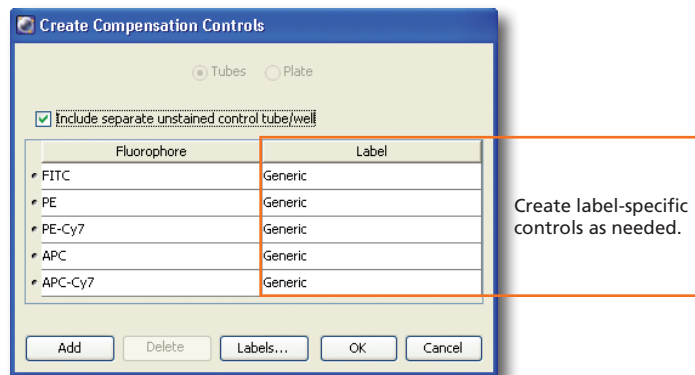 Create Compensation Controls
Tubes Plate
Include separate unstained control tube/well
Fluorophore Label
FITC Generic
PE Generic
PE-Cy7 Generic
APC Generic
APC-Cy7 Generic
Create label-specific
controls as needed.
Add Delete Labels... OK Cancel